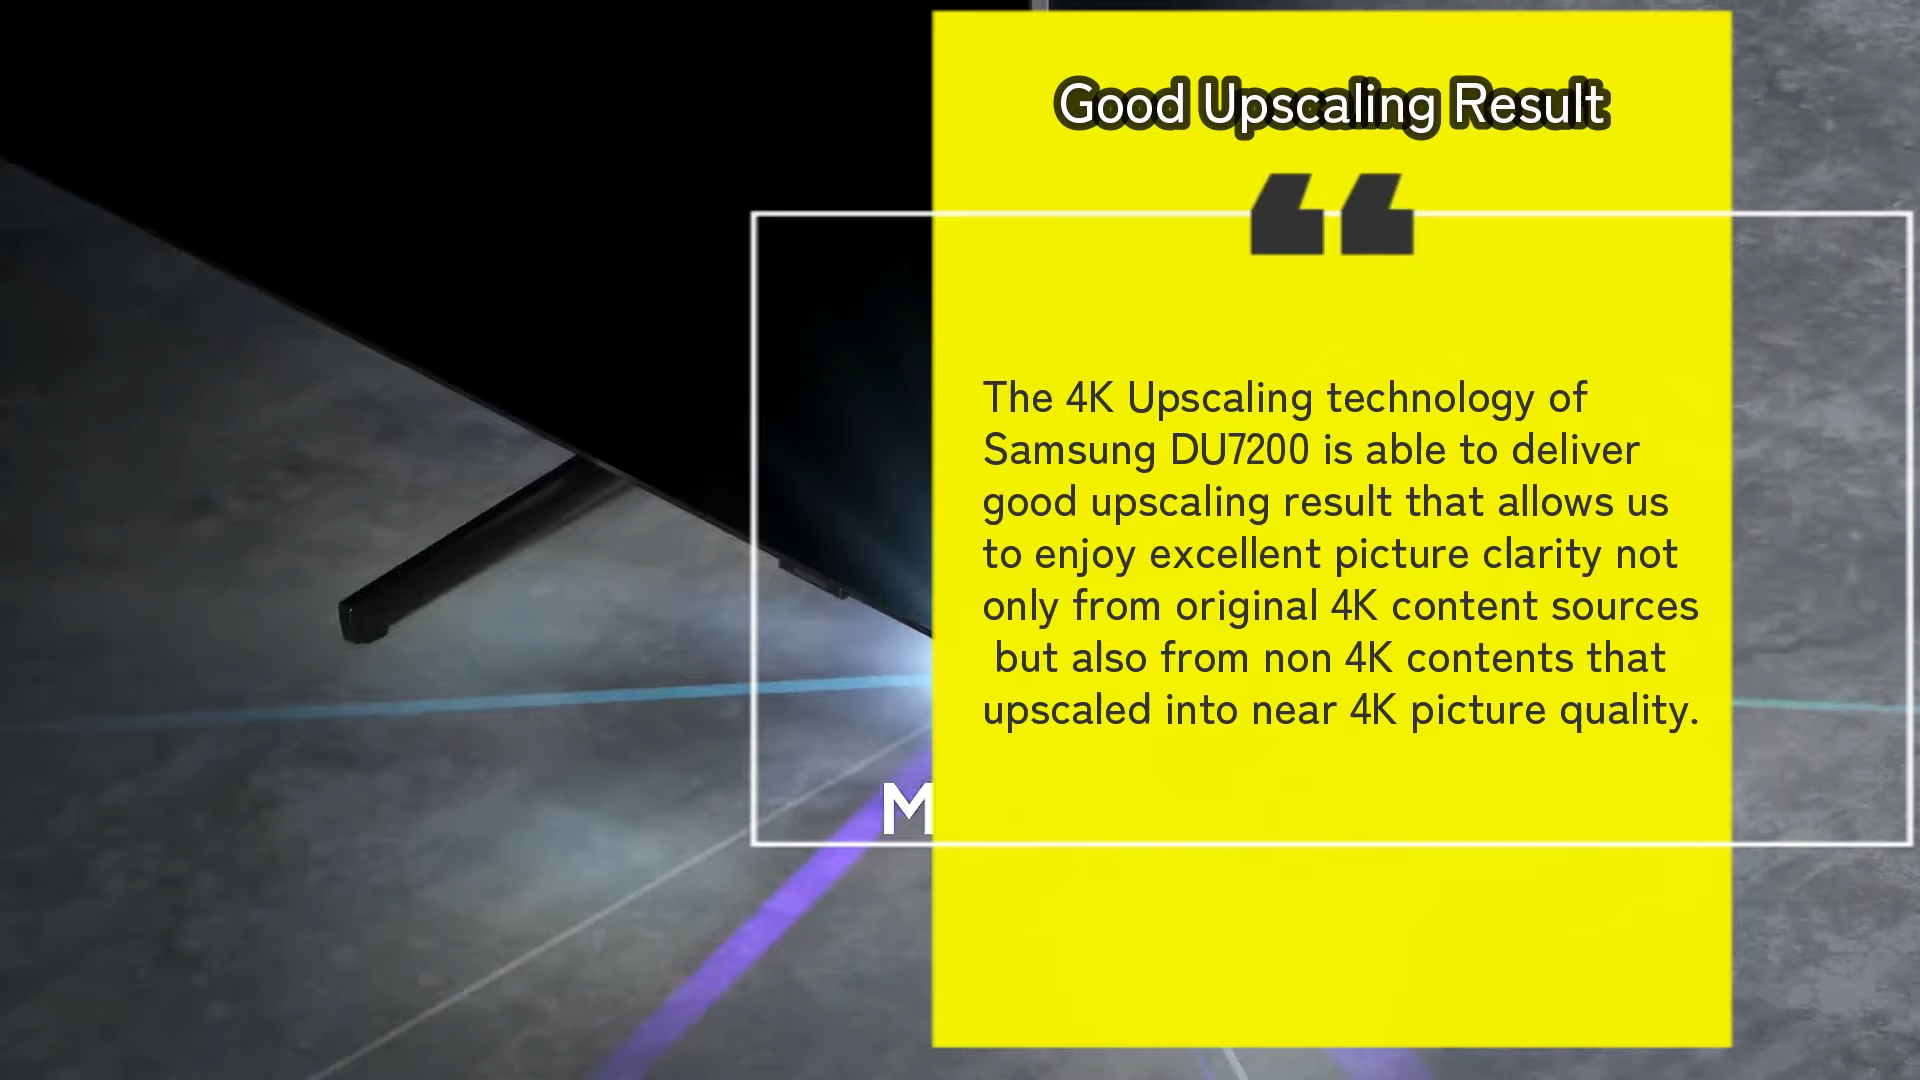 Good Upscaling Result
“
The 4K Upscaling technology of
Samsung DU7200 is able to deliver
good upscaling result that allows us
to enjoy excellent picture clarity not
only from original 4K content sources
but also from non 4K contents that
upscaled into near 4K picture quality.
M